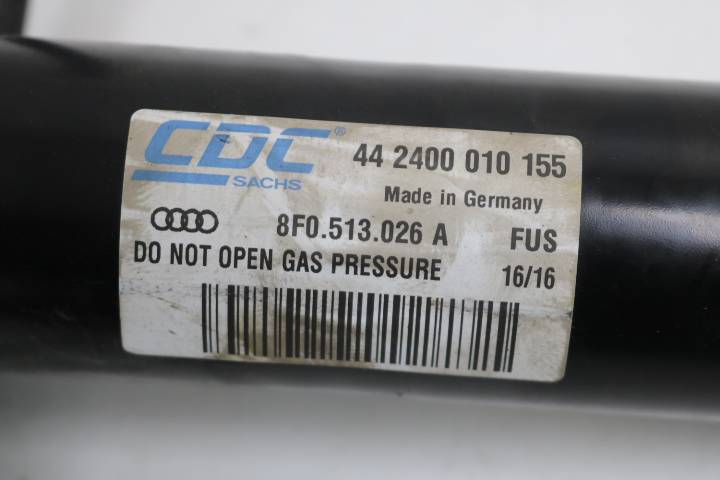 CDC® 44 2400 010 155
SACHS
Made in Germany
8F0.513.026 A FUS
DO NOT OPEN GAS PRESSURE 16/16